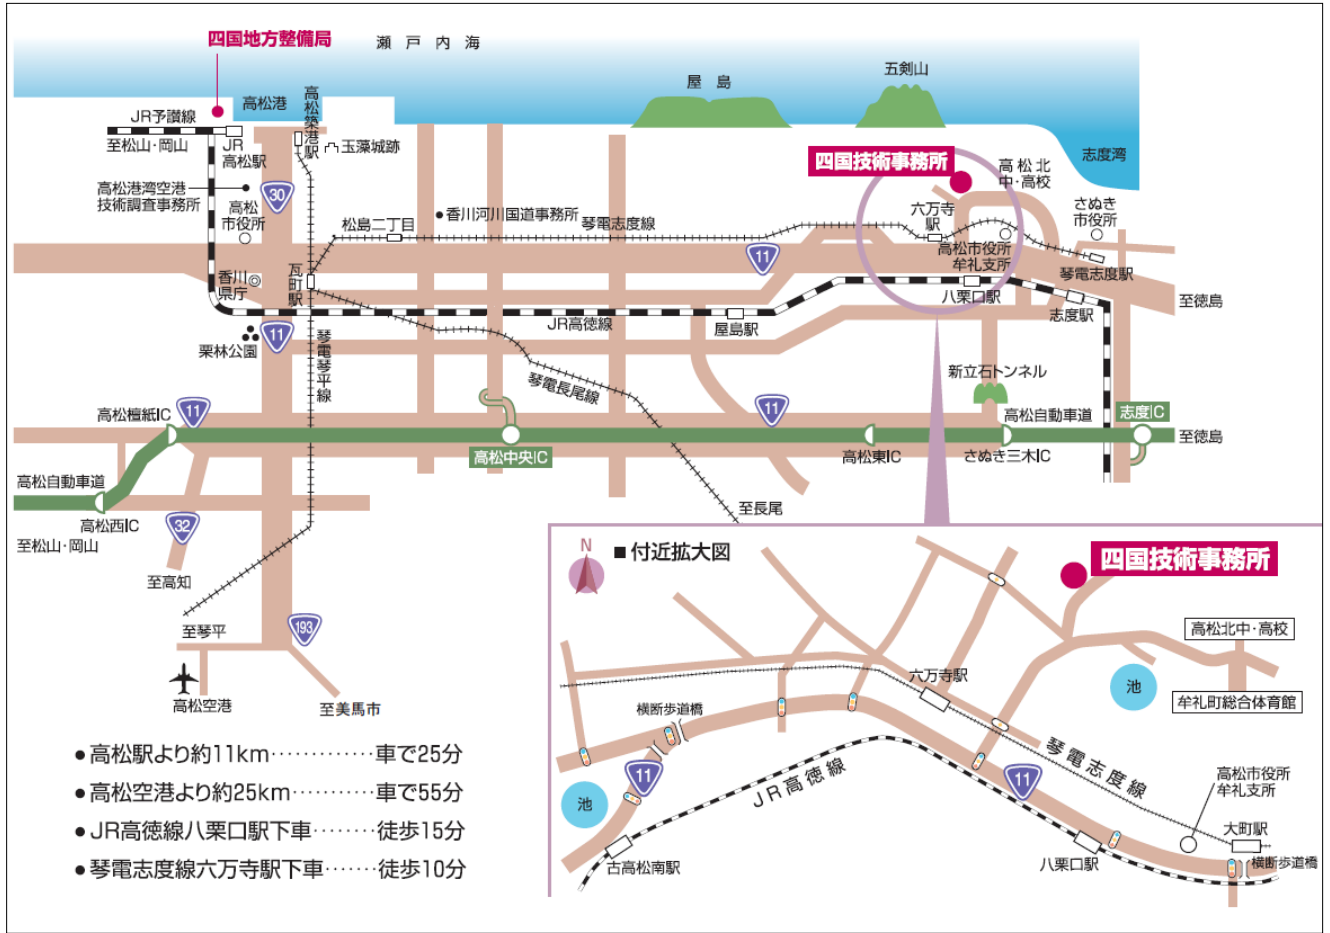 四国地方整備局
瀬戸内海
高松港
高松築港駅
屋島
五剣山
志度湾
JR予讃線
至松山・岡山
JR
高松駅
玉藻城跡
四国技術事務所
高松北
中・高校
高松港湾空港
技術調査事務所
30
高松
市役所
松島二丁目
香川河川国道事務所
琴電志度線
六万寺
駅
さぬき
市役所
高松市役所
牟礼支所
琴電志度駅
11
香川
県庁
瓦町駅
八栗口駅
志度駅
至徳島
JR高徳線
屋島駅
11
栗林公園
琴電琴平線
琴電長尾線
新立石トンネル
高松檀紙IC
11
11
高松自動車道
志度IC
至徳島
高松中央IC
高松東IC
さぬき三木IC
高松自動車道
高松西IC
至松山・岡山
32
至高知
至長尾
至琴平
193
高松空港
至美馬市
●高松駅より約11km…………車で25分
●高松空港より約25km………車で55分
●JR高徳線八栗口駅下車………徒歩15分
●琴電志度線六万寺駅下車……徒歩10分
N
■付近拡大図
四国技術事務所
高松北中・高校
六万寺駅
池
牟礼町総合体育館
横断歩道橋
11
JR高徳線
琴電志度線
11
高松市役所
牟礼支所
池
大町駅
古高松南駅
八栗口駅
横断歩道橋